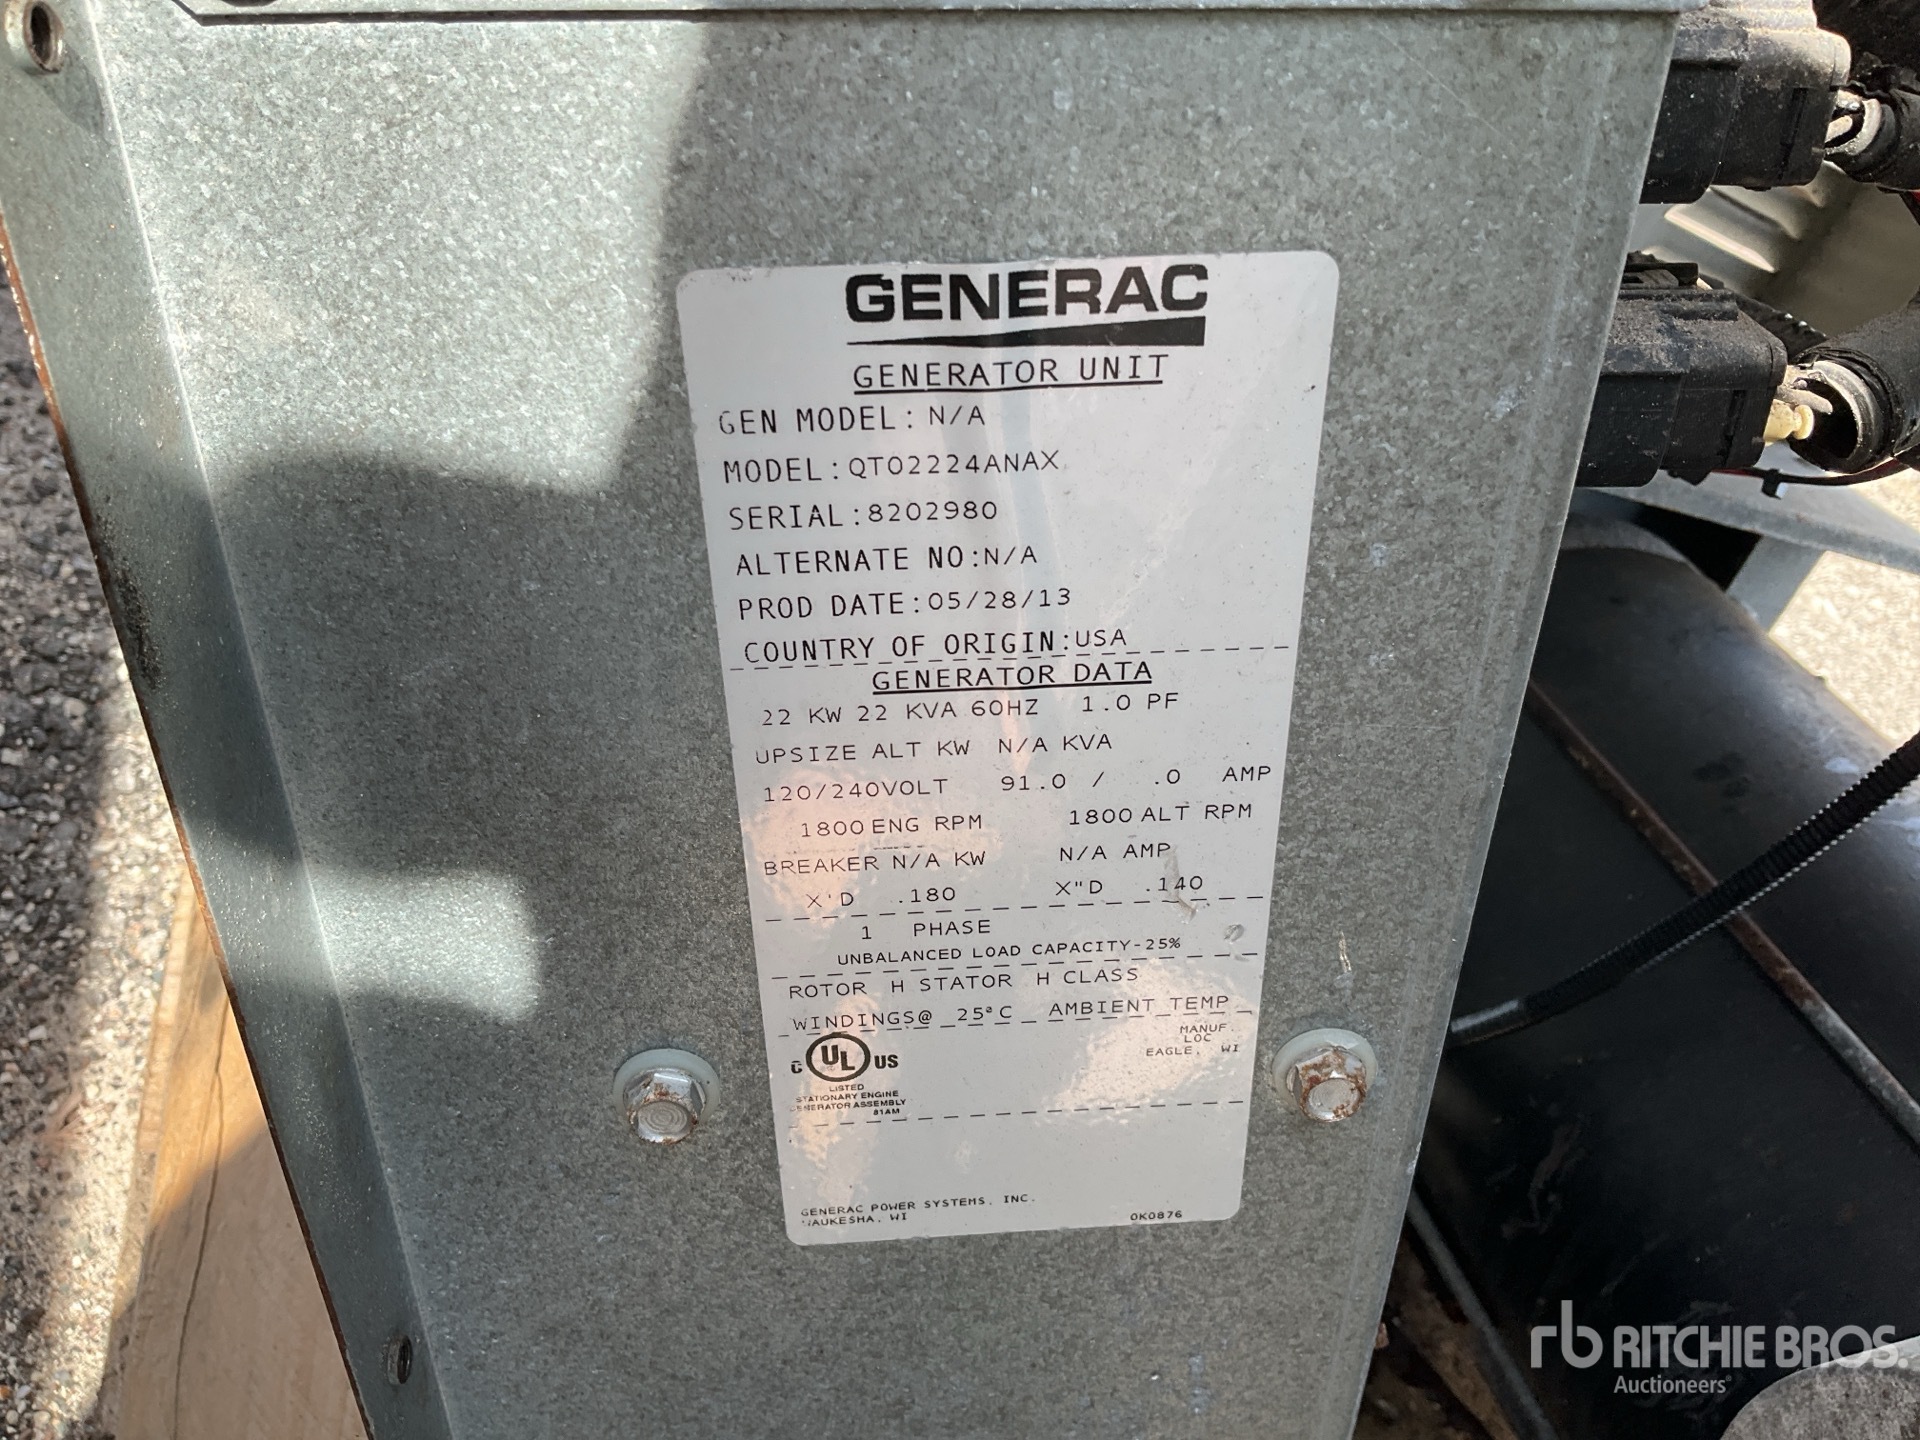 GENERAC
GENERATOR UNIT
GEN MODEL: N/A
MODEL: QT02224ANAX
SERIAL: 8202980
ALTERNATE NO: N/A
PROD DATE: 05/28/13
COUNTRY OF ORIGIN: USA
GENERATOR DATA
22 KW 22 KVA 60HZ 1.0 PF
UPSIZE ALT KW N/A KVA
120/240VOLT 91.0 / .0 AMP
1800 ENG RPM 1800 ALT RPM
BREAKER N/A KW N/A AMP
X'D .180 X"D .140
1 PHASE
UNBALANCED LOAD CAPACITY-25%
ROTOR H STATOR H CLASS
WINDINGS@ 25°C AMBIENT TEMP
C UL US
LISTED
STATIONARY ENGINE
GENERATOR ASSEMBLY
81AM
MANUF.
LOC
EAGLE, WI
GENERAC POWER SYSTEMS, INC.
WAUKESHA, WI
0K0876
rb RITCHIE BROS.
Auctioneers